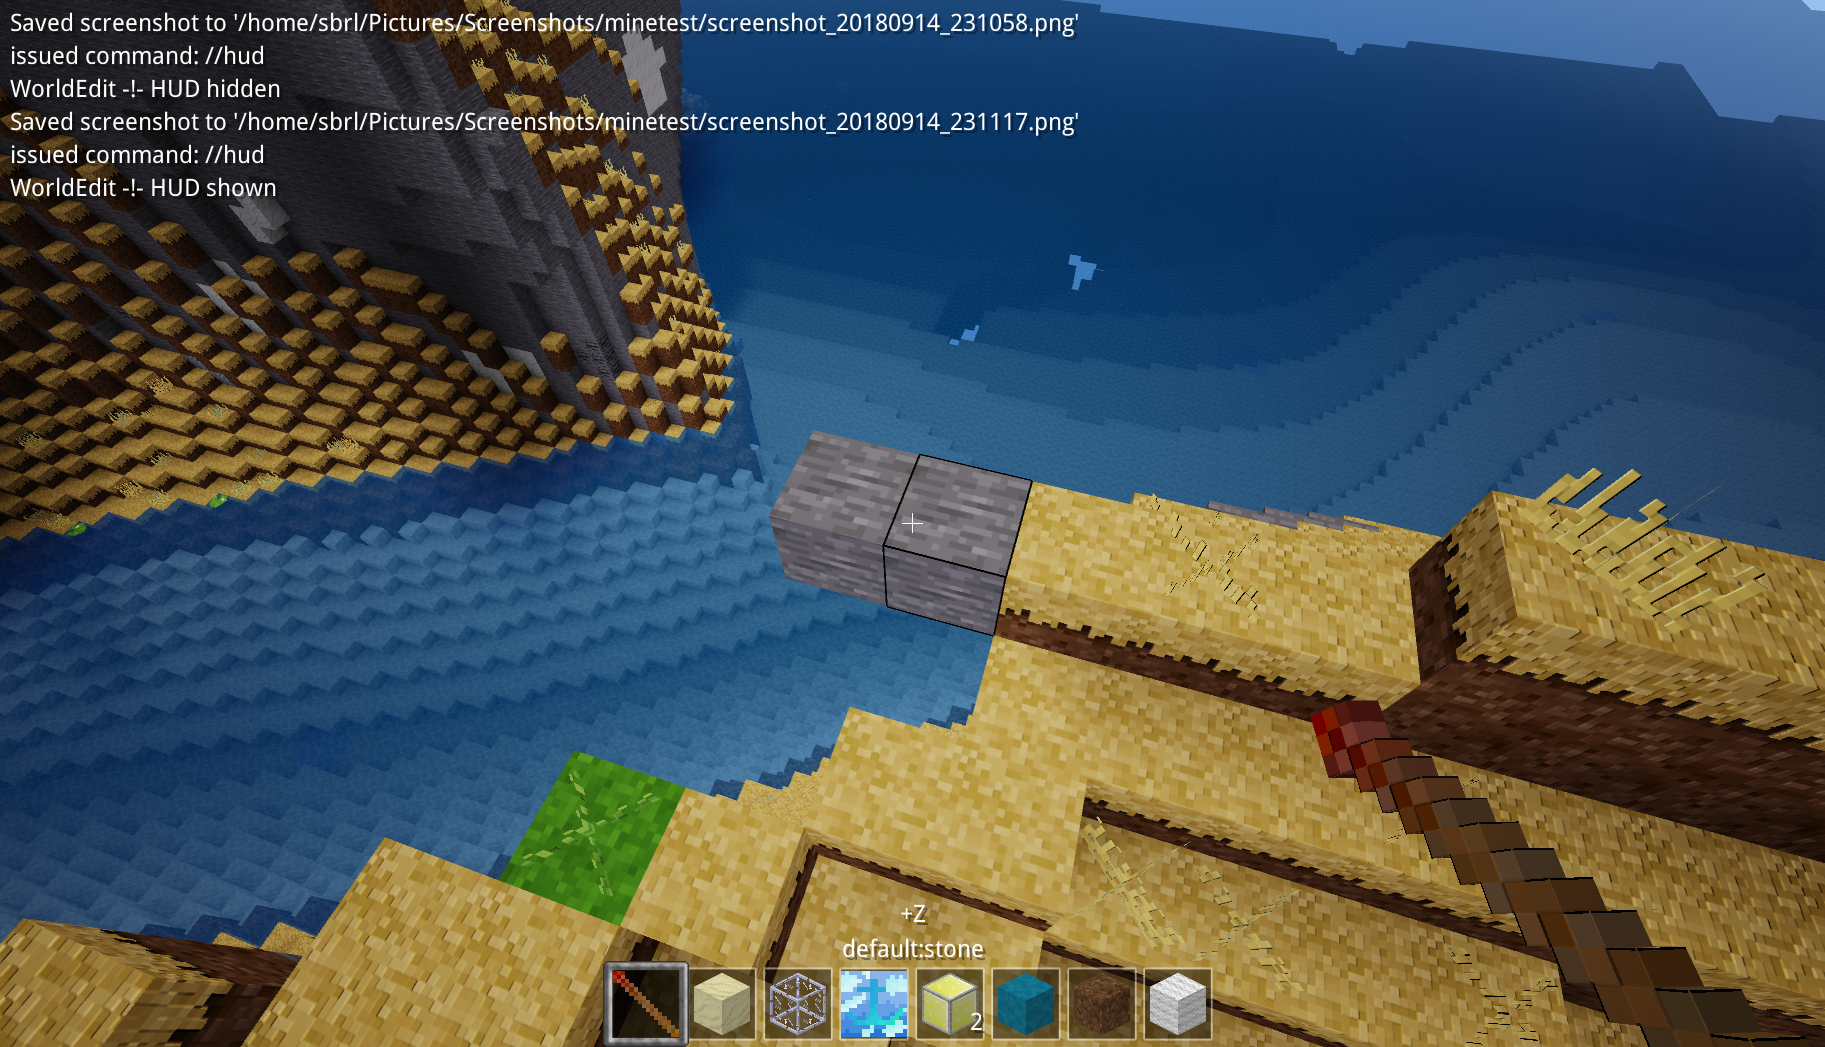 Saved screenshot to '/home/sbrl/Pictures/Screenshots/minetest/screenshot_20180914_231058.png'
issued command: //hud
WorldEdit -!- HUD hidden
Saved screenshot to '/home/sbrl/Pictures/Screenshots/minetest/screenshot_20180914_231117.png'
issued command: //hud
WorldEdit -!- HUD shown
+Z
default:stone
2